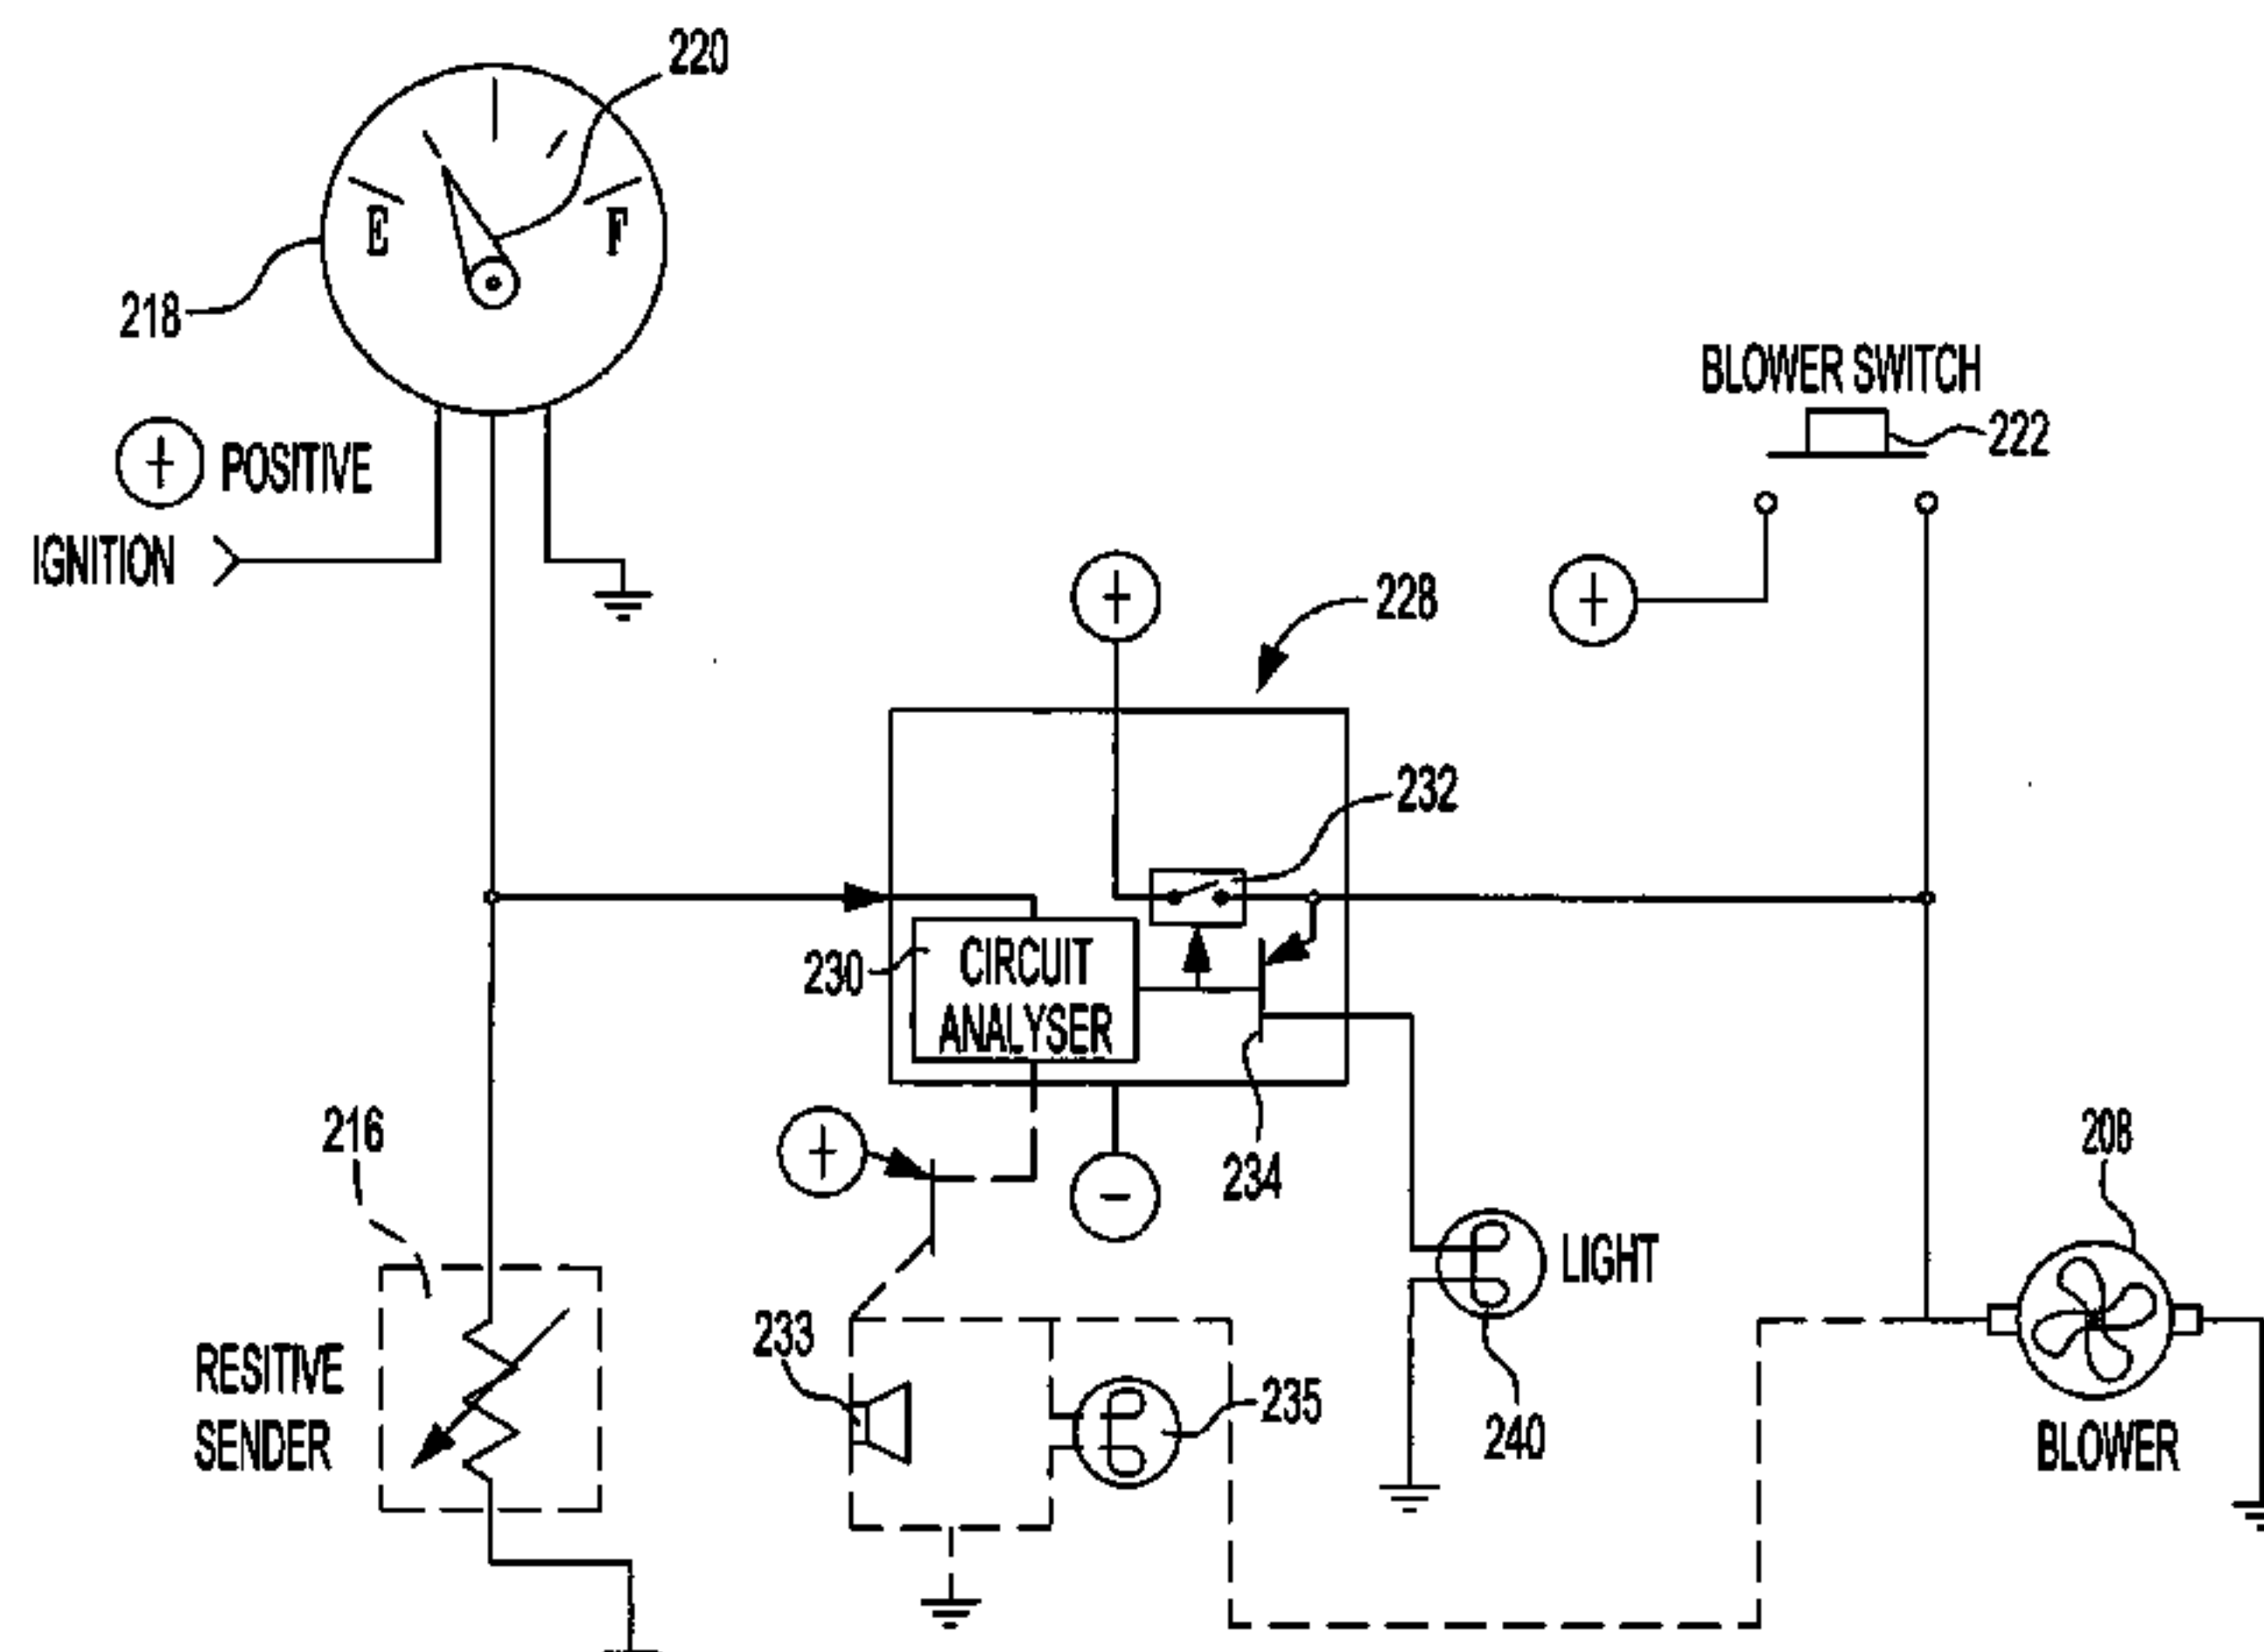 220
E
F
218
BLOWER SWITCH
222
+ POSITIVE
IGNITION
+
228
+
232
230
CIRCUIT
ANALYSER
216
+
-
234
208
LIGHT
233
RESITIVE
SENDER
235
240
BLOWER